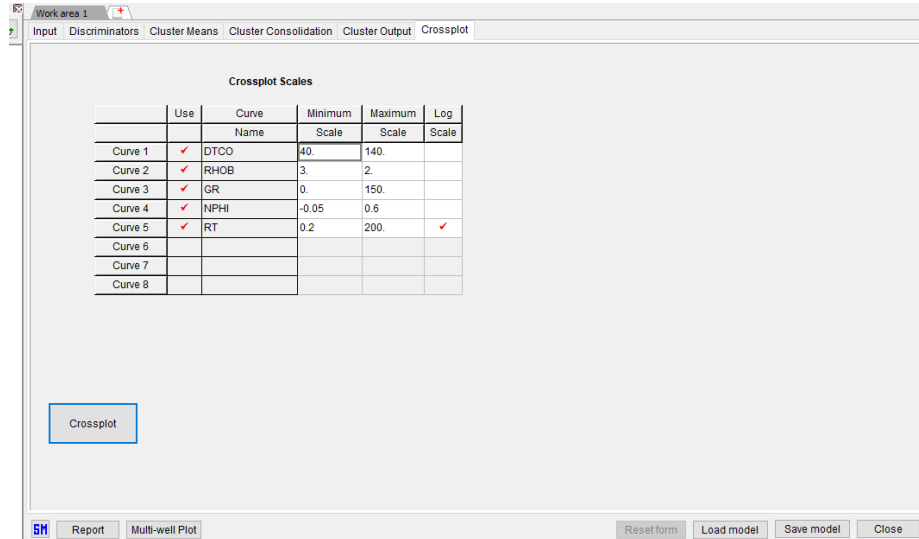 Work area 1
Input Discriminators Cluster Means Cluster Consolidation Cluster Output Crossplot
Crossplot Scales
Use Curve Minimum Maximum Log
Name Scale Scale Scale
Curve 1 ✔ DTCO 40. 140.
Curve 2 ✔ RHOB 3. 2.
Curve 3 ✔ GR 0. 150.
Curve 4 ✔ NPHI -0.05 0.6
Curve 5 ✔ RT 0.2 200. ✔
Curve 6
Curve 7
Curve 8
Crossplot
SM Report Multi-well Plot Reset form Load model Save model Close